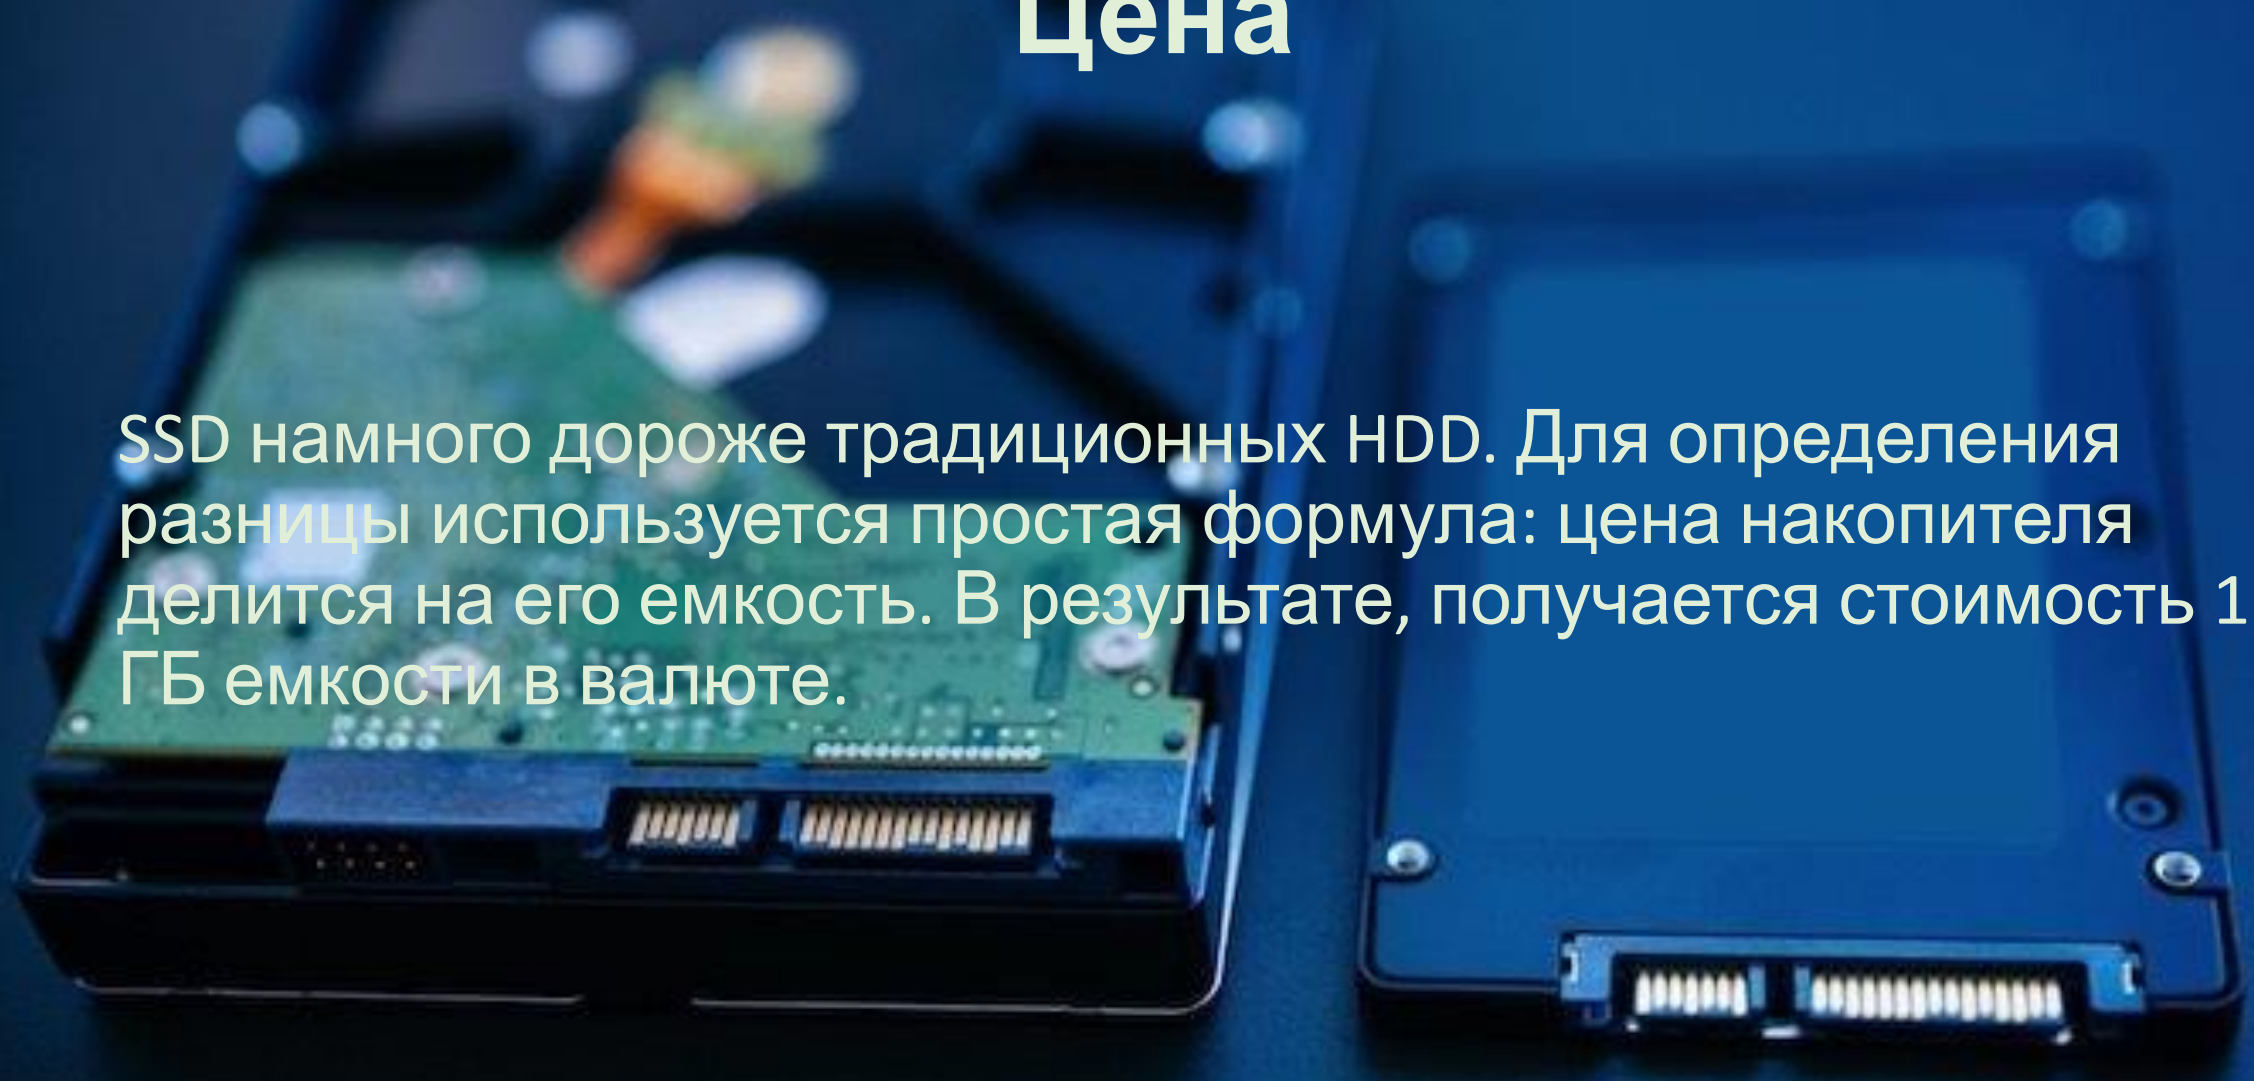 Цена
SSD намного дороже традиционных HDD. Для определения
разницы используется простая формула: цена накопителя
делится на его емкость. В результате, получается стоимость 1
ГБ емкости в валюте.